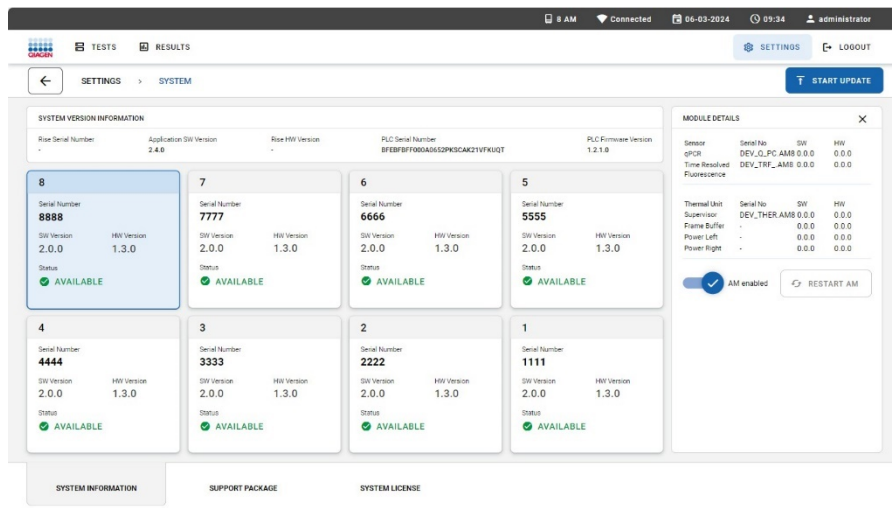 8 AM Connected 06-03-2024 09:34 administrator
QIAGEN TESTS RESULTS SETTINGS LOGOUT
SETTINGS > SYSTEM START UPDATE
SYSTEM VERSION INFORMATION
Rise Serial Number Application SW Version Rise HW Version PLC Serial Number PLC Firmware Version
- 2.4.0 - BFEBFBFF000A0652PKSCAK21VFKUQT 1.2.1.0
8
Serial Number
8888
SW Version HW Version
2.0.0 1.3.0
Status
AVAILABLE
7
Serial Number
7777
SW Version HW Version
2.0.0 1.3.0
Status
AVAILABLE
6
Serial Number
6666
SW Version HW Version
2.0.0 1.3.0
Status
AVAILABLE
5
Serial Number
5555
SW Version HW Version
2.0.0 1.3.0
Status
AVAILABLE
4
Serial Number
4444
SW Version HW Version
2.0.0 1.3.0
Status
AVAILABLE
3
Serial Number
3333
SW Version HW Version
2.0.0 1.3.0
Status
AVAILABLE
2
Serial Number
2222
SW Version HW Version
2.0.0 1.3.0
Status
AVAILABLE
1
Serial Number
1111
SW Version HW Version
2.0.0 1.3.0
Status
AVAILABLE
MODULE DETAILS
Sensor Serial No SW HW
qPCR DEV_Q_PC.AM8 0.0.0 0.0.0
Time Resolved DEV_TRF_.AM8 0.0.0 0.0.0
Fluorescence
Thermal Unit Serial No SW HW
Supervisor DEV_THER.AM8 0.0.0 0.0.0
Frame Buffer - 0.0.0 0.0.0
Power Left - 0.0.0 0.0.0
Power Right - 0.0.0 0.0.0
AM enabled RESTART AM
SYSTEM INFORMATION SUPPORT PACKAGE SYSTEM LICENSE